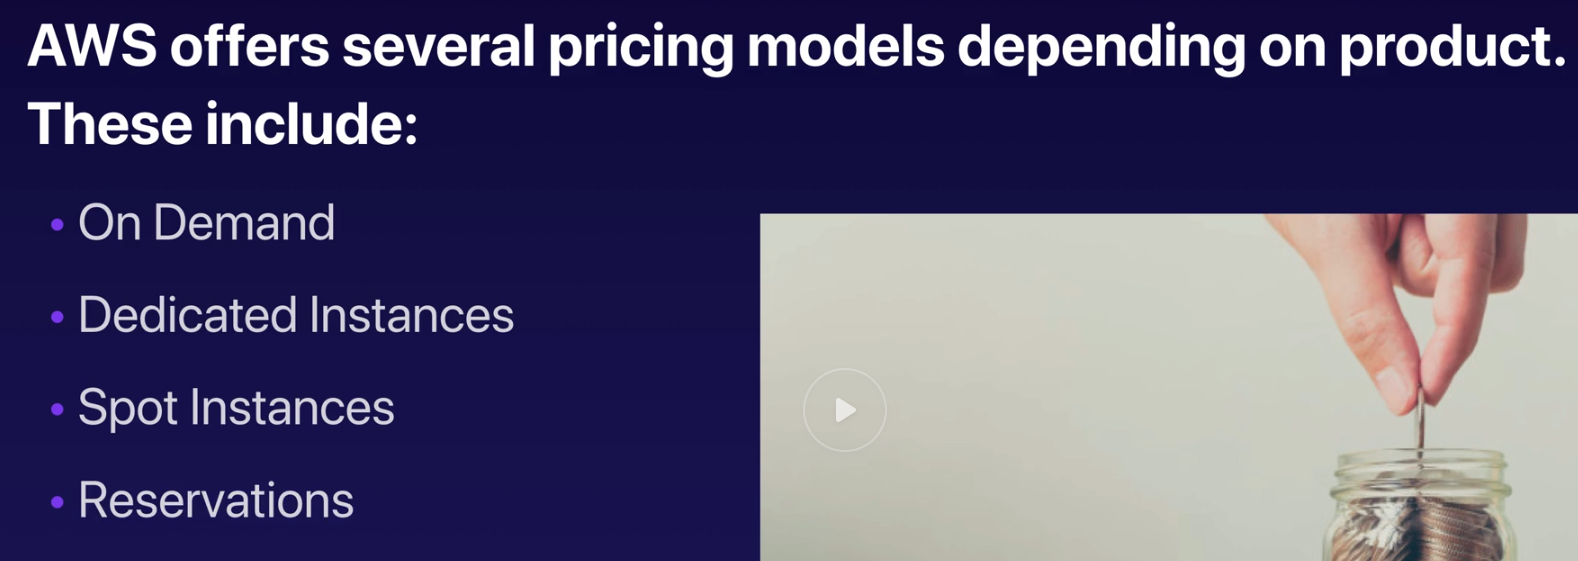 AWS offers several pricing models depending on product.
These include:
• On Demand
• Dedicated Instances
• Spot Instances
• Reservations